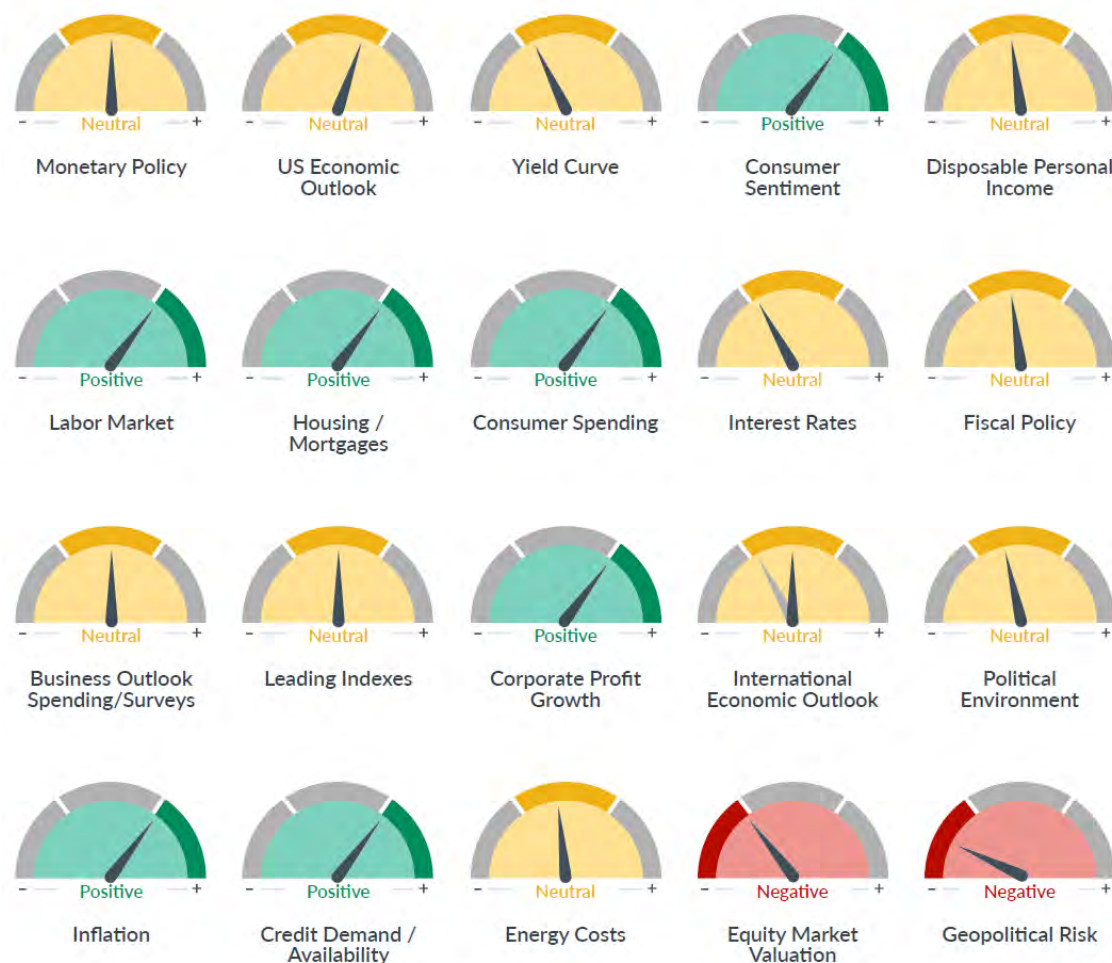 - Neutral + - Neutral + - Neutral + - Positive + - Neutral +
Monetary Policy US Economic Yield Curve Consumer Disposable Personal
Outlook Sentiment Income
- Positive + - Positive + - Positive + - Neutral + - Neutral +
Labor Market Housing / Consumer Spending Interest Rates Fiscal Policy
Mortgages
- Neutral + - Neutral + - Positive + - Neutral + - Neutral +
Business Outlook Leading Indexes Corporate Profit International Political
Spending/Surveys Growth Economic Outlook Environment
- Positive + - Positive + - Neutral + - Negative + - Negative +
Inflation Credit Demand / Energy Costs Equity Market Geopolitical Risk
Availability Valuation